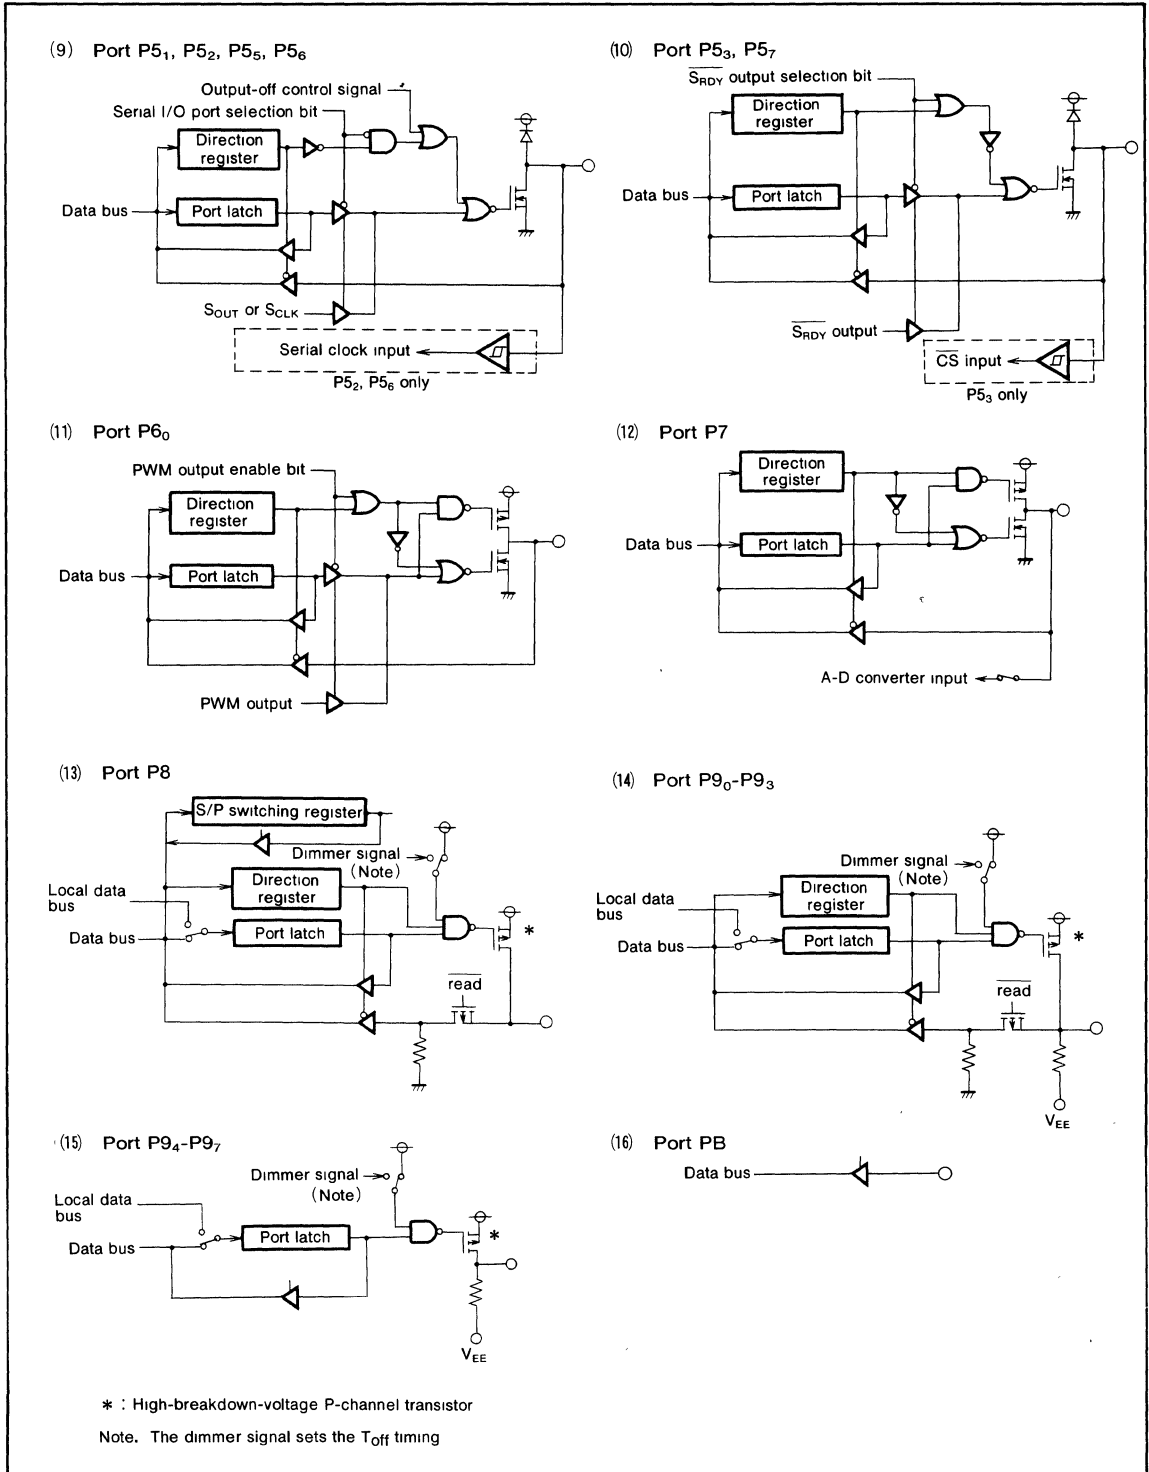 (9) Port P5₁, P5₂, P5₅, P5₆
Output-off control signal
Serial I/O port selection bit
Direction
register
Data bus
Port latch
S_OUT or S_CLK
Serial clock input
P5₂, P5₆ only
(10) Port P5₃, P5₇
S̅_R̅D̅Y̅ output selection bit
Direction
register
Data bus
Port latch
S̅_R̅D̅Y̅ output
C̅S̅ input
P5₃ only
(11) Port P6₀
PWM output enable bit
Direction
register
Data bus
Port latch
PWM output
(12) Port P7
Direction
register
Data bus
Port latch
A-D converter input
(13) Port P8
S/P switching register
Dimmer signal
(Note)
Direction
register
Local data
bus
Port latch
Data bus
*
r̅e̅a̅d̅
(14) Port P9₀-P9₃
Dimmer signal
(Note)
Direction
register
Local data
bus
Port latch
Data bus
*
r̅e̅a̅d̅
V_EE
(15) Port P9₄-P9₇
Dimmer signal
(Note)
Local data
bus
Port latch
Data bus
*
V_EE
(16) Port PB
Data bus
* : High-breakdown-voltage P-channel transistor
Note. The dimmer signal sets the T_off timing